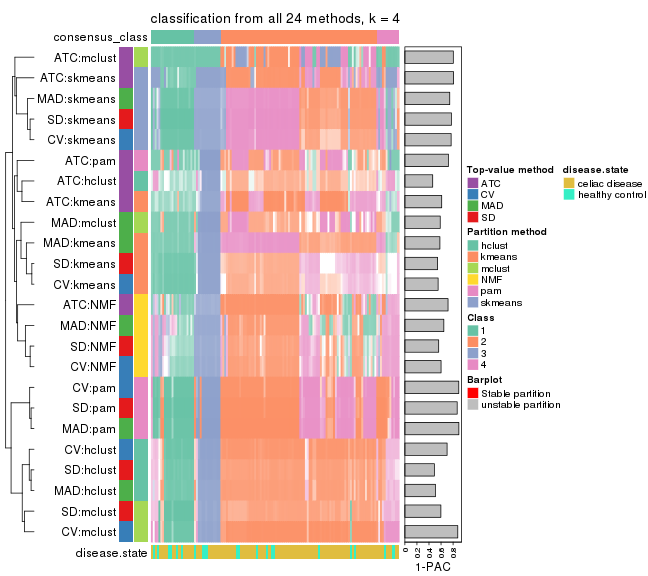 classification from all 24 methods, k = 4
consensus_class
ATC:mclust
ATC:skmeans
MAD:skmeans
SD:skmeans
CV:skmeans
ATC:pam
ATC:hclust
ATC:kmeans
MAD:mclust
MAD:kmeans
SD:kmeans
CV:kmeans
ATC:NMF
MAD:NMF
SD:NMF
CV:NMF
CV:pam
SD:pam
MAD:pam
CV:hclust
SD:hclust
MAD:hclust
SD:mclust
CV:mclust
disease.state
0
0.2
0.4
0.6
0.8
1-PAC
Top-value method
ATC
CV
MAD
SD
Partition method
hclust
kmeans
mclust
NMF
pam
skmeans
Class
1
2
3
4
Barplot
Stable partition
unstable partition
disease.state
celiac disease
healthy control